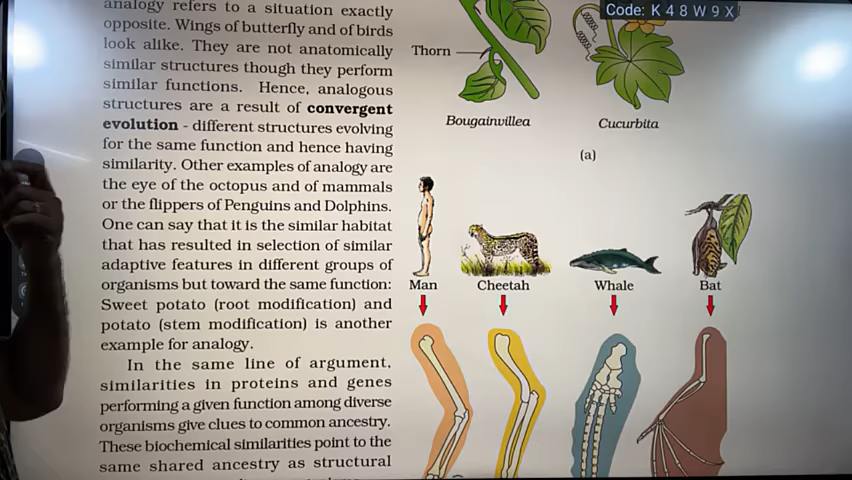 analogy refers to a situation exactly
opposite. Wings of butterfly and of birds
look alike. They are not anatomically
similar structures though they perform
similar functions. Hence, analogous
structures are a result of convergent
evolution - different structures evolving
for the same function and hence having
similarity. Other examples of analogy are
the eye of the octopus and of mammals
or the flippers of Penguins and Dolphins.
One can say that it is the similar habitat
that has resulted in selection of similar
adaptive features in different groups of
organisms but toward the same function:
Sweet potato (root modification) and
potato (stem modification) is another
example for analogy.
In the same line of argument,
similarities in proteins and genes
performing a given function among diverse
organisms give clues to common ancestry.
These biochemical similarities point to the
same shared ancestry as structural
Code: K 4 8 W 9 X
Thorn
Bougainvillea Cucurbita
(a)
Man Cheetah Whale Bat